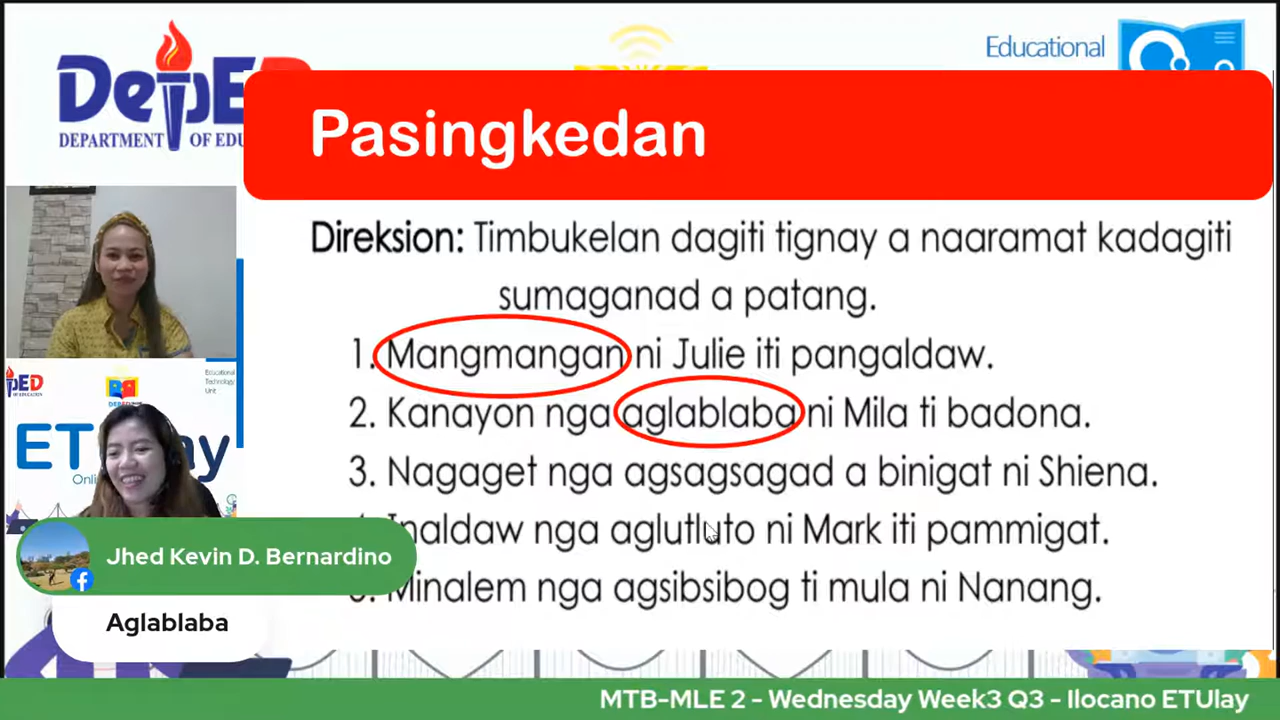 DepED
DEPARTMENT OF EDU
Educational
Pasingkedan
Direksion: Timbukelan dagiti tignay a naaramat kadagiti
sumaganad a patang.
1. Mangmangan ni Julie iti pangaldaw.
2. Kanayon nga aglablaba ni Mila ti badona.
3. Nagaget nga agsagsagad a binigat ni Shiena.
Inaldaw nga aglutluto ni Mark iti pammigat.
Minalem nga agsibsibog ti mula ni Nanang.
Educational
Technology
Unit
ET ay
Jhed Kevin D. Bernardino
Aglablaba
MTB-MLE 2 - Wednesday Week3 Q3 - Ilocano ETUlay